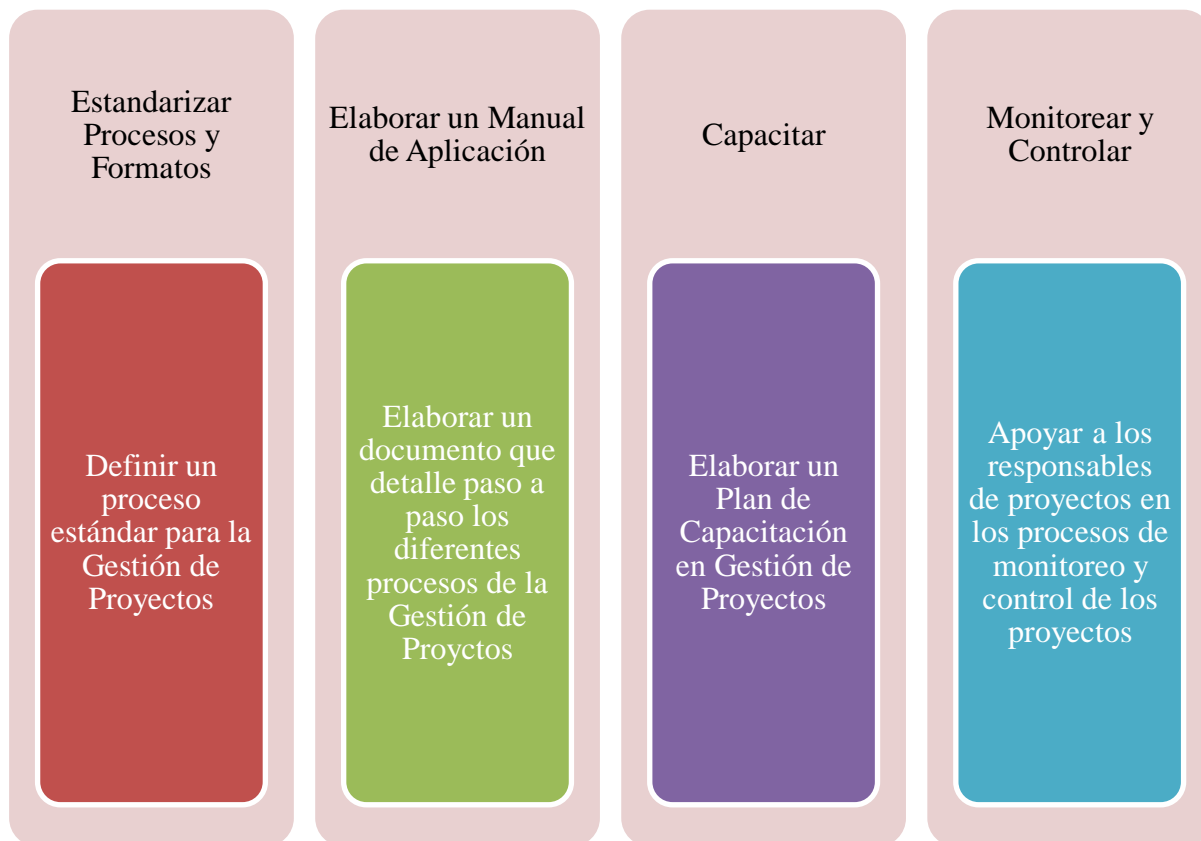 Estandarizar
Procesos y
Formatos
Definir un
proceso
estándar para la
Gestión de
Proyectos
Elaborar un Manual
de Aplicación
Elaborar un
documento que
detalle paso a
paso los
diferentes
procesos de la
Gestión de
Proyctos
Capacitar
Elaborar un
Plan de
Capacitación
en Gestión de
Proyectos
Monitorear y
Controlar
Apoyar a los
responsables
de proyectos en
los procesos de
monitoreo y
control de los
proyectos